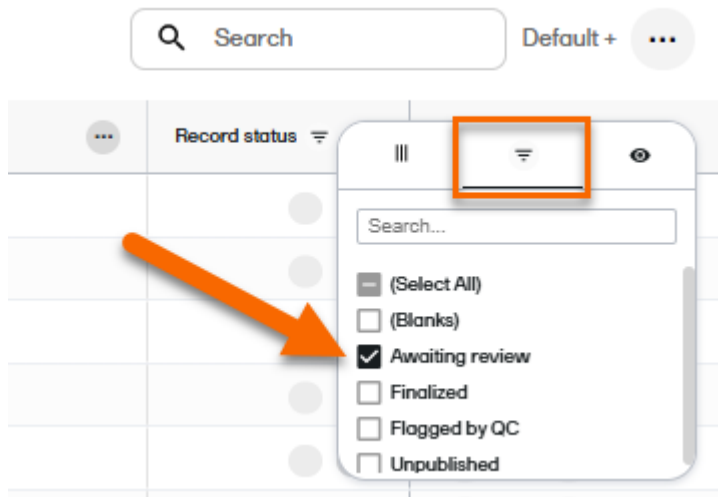 Search
Default +
Record status
Search...
(Select All)
(Blanks)
Awaiting review
Finalized
Flagged by QC
Unpublished